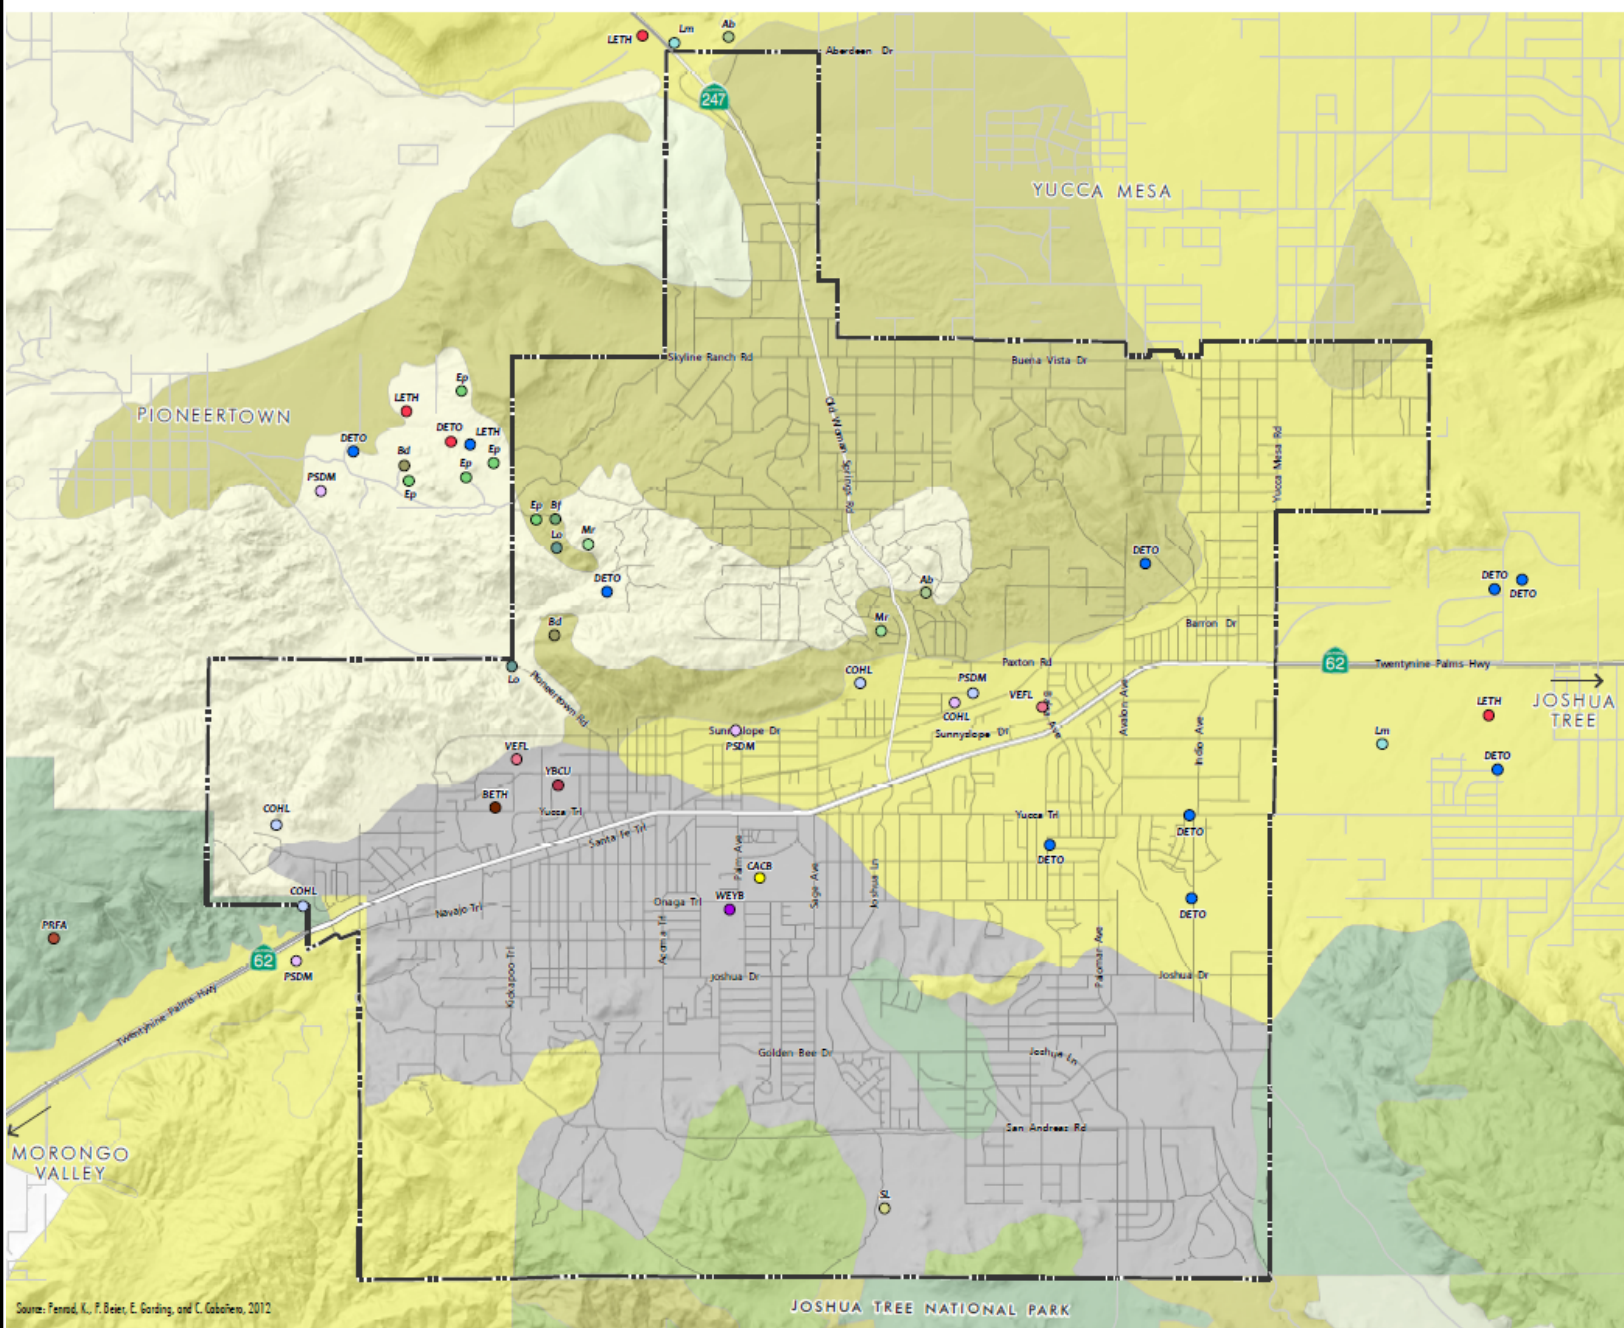 LETH
Lm
Ab
Aberdeen Dr
247
YUCCA MESA
Skyline Ranch Rd
Buena Vista Dr
Ep
LETH
PIONEERTOWN
DETO
DETO
LETH
Bd
Ep
Ep
Ep
PSDM
Old Woman Springs Rd
Yucca Mesa Rd
Ep
Bf
Lo
Mr
DETO
DETO
DETO
DETO
Ab
Mr
Bd
Barron Dr
Lo
Pioneertown Rd
COHL
PSDM
COHL
VEFL
Paxton Rd
62
Twentynine Palms Hwy
JOSHUA
TREE
LETH
Lm
DETO
Sunnyslope Dr
PSDM
Sunnyslope Dr
Avalon Ave
Indio Ave
VEFL
YBCU
BETH
Yucca Trl
Santa Fe Trl
Yucca Trl
DETO
DETO
DETO
COHL
COHL
PRFA
62
PSDM
Twentynine Palms Hwy
Navajo Trl
Kickapoo Trl
Onaga Trl
Palm Ave
CACB
WEYB
Sage Ave
Joshua Ln
Palomar Ave
Joshua Dr
Joshua Dr
Golden Bee Dr
Joshua Ln
San Andreas Rd
MORONGO
VALLEY
SL
Source: Penrod, K., P. Beier, E. Garding, and C. Cabañero, 2012
JOSHUA TREE NATIONAL PARK